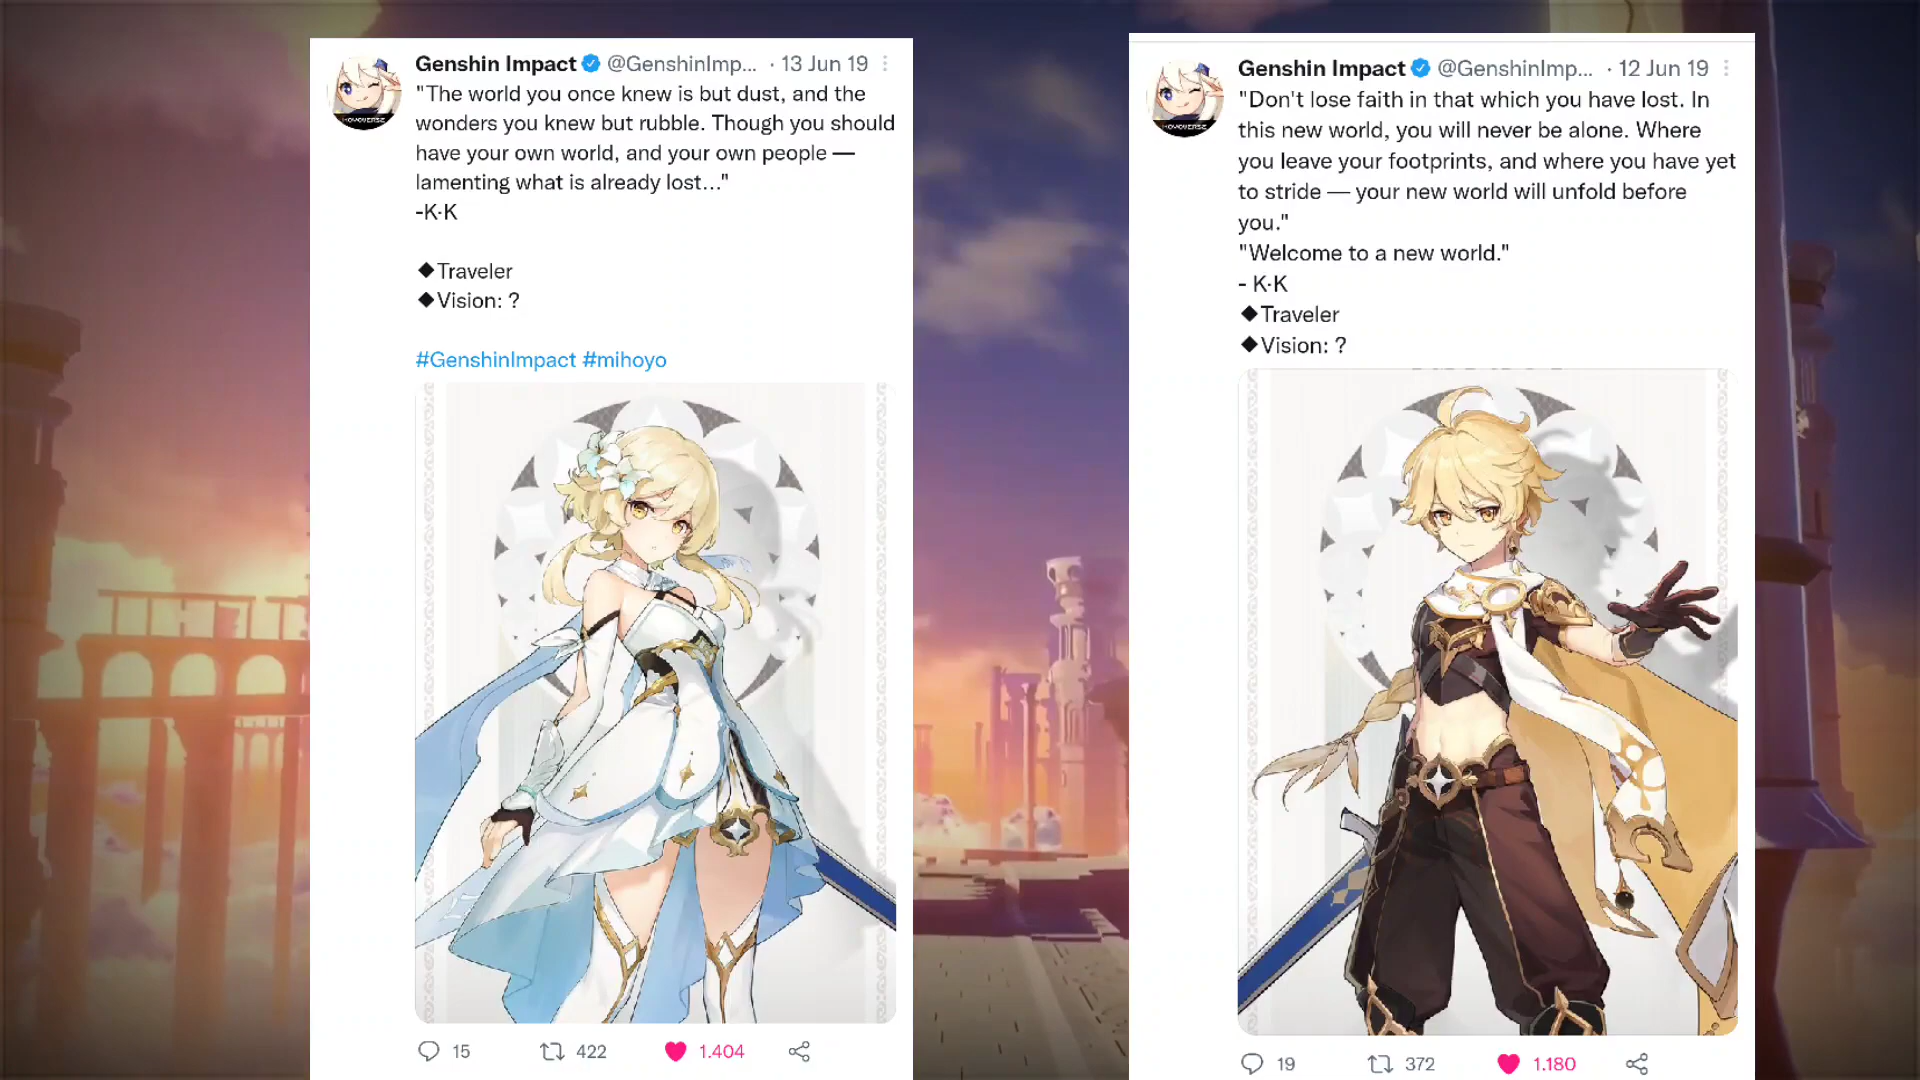 Genshin Impact @GenshinImp... · 13 Jun 19
"The world you once knew is but dust, and the
wonders you knew but rubble. Though you should
have your own world, and your own people —
lamenting what is already lost..."
-K·K
◆Traveler
◆Vision: ?
#GenshinImpact #mihoyo
HOYOVERSE
15 422 1.404
Genshin Impact @GenshinImp... · 12 Jun 19
"Don't lose faith in that which you have lost. In
this new world, you will never be alone. Where
you leave your footprints, and where you have yet
to stride — your new world will unfold before
you."
"Welcome to a new world."
- K·K
◆Traveler
◆Vision: ?
HOYOVERSE
19 372 1.180